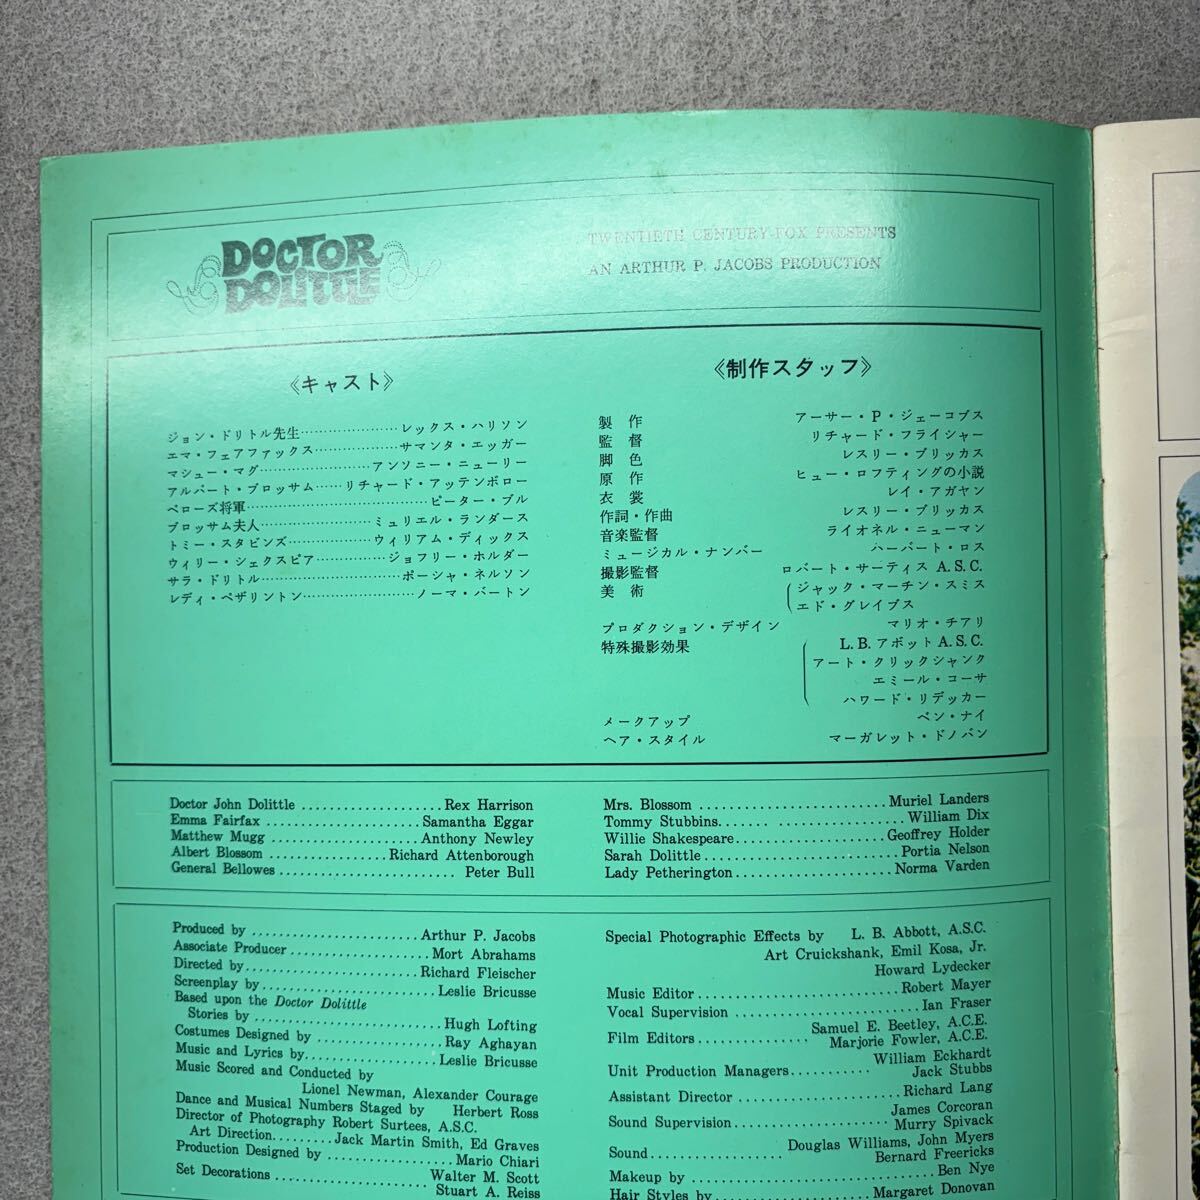 DOCTOR
DOLITTLE
TWENTIETH CENTURY-FOX PRESENTS
AN ARTHUR P. JACOBS PRODUCTION
《キャスト》
ジョン・ドリトル先生……………………レックス・ハリソン
エマ・フェアファックス…………………サマンタ・エッガー
マシュー・マグ………………………アンソニー・ニューリー
アルバート・ブロッサム……リチャード・アッテンボロー
ベローズ将軍………………………………………ピーター・ブル
ブロッサム夫人………………………ミュリエル・ランダース
トミー・スタビンズ…………………ウィリアム・ディックス
ウィリー・シェクスピア………………ジョフリー・ホルダー
サラ・ドリトル………………………………ポーシャ・ネルソン
レディ・ペザリントン………………………ノーマ・バートン
《制作スタッフ》
製作 アーサー・P・ジェーコブス
監督 リチャード・フライシャー
脚色 レスリー・ブリッカス
原作 ヒュー・ロフティングの小説
衣裳 レイ・アガヤン
作詞・作曲 レスリー・ブリッカス
音楽監督 ライオネル・ニューマン
ミュージカル・ナンバー ハーバート・ロス
撮影監督 ロバート・サーティス A.S.C.
美術 ジャック・マーチン・スミス
エド・グレイブス
プロダクション・デザイン マリオ・チアリ
特殊撮影効果 L.B.アボット A.S.C.
アート・クリックシャンク
エミール・コーサ
ハワード・リデッカー
メークアップ ベン・ナイ
ヘア・スタイル マーガレット・ドノバン
Doctor John Dolittle ..................... Rex Harrison
Emma Fairfax ......................... Samantha Eggar
Matthew Mugg ....................... Anthony Newley
Albert Blossom .................. Richard Attenborough
General Bellowes ........................... Peter Bull
Mrs. Blossom ............................. Muriel Landers
Tommy Stubbins....... ..................... William Dix
Willie Shakespeare....................... Geoffrey Holder
Sarah Dolittle.............................. Portia Nelson
Lady Petherington........................ Norma Varden
Produced by .......................... Arthur P. Jacobs
Associate Producer ...................... Mort Abrahams
Directed by........................... Richard Fleischer
Screenplay by........................... Leslie Bricusse
Based upon the Doctor Dolittle
Stories by .............................. Hugh Lofting
Costumes Designed by .................... Ray Aghayan
Music and Lyrics by..................... Leslie Bricusse
Music Scored and Conducted by
Lionel Newman, Alexander Courage
Dance and Musical Numbers Staged by Herbert Ross
Director of Photography Robert Surtees, A.S.C.
Art Direction......... Jack Martin Smith, Ed Graves
Production Designed by .................... Mario Chiari
Set Decorations ........................ Walter M. Scott
Stuart A. Reiss
Special Photographic Effects by L. B. Abbott, A.S.C.
Art Cruickshank, Emil Kosa, Jr.
Howard Lydecker
Music Editor............................... Robert Mayer
Vocal Supervision ............................. Ian Fraser
Film Editors............... Samuel E. Beetley, A.C.E.
Marjorie Fowler, A.C.E.
Unit Production Managers........... William Eckhardt
Jack Stubbs
Assistant Director ......................... Richard Lang
Sound Supervision......................... James Corcoran
Murry Spivack
Sound..................... Douglas Williams, John Myers
Bernard Freericks
Makeup by ..................................... Ben Nye
Hair Styles by........................ Margaret Donovan